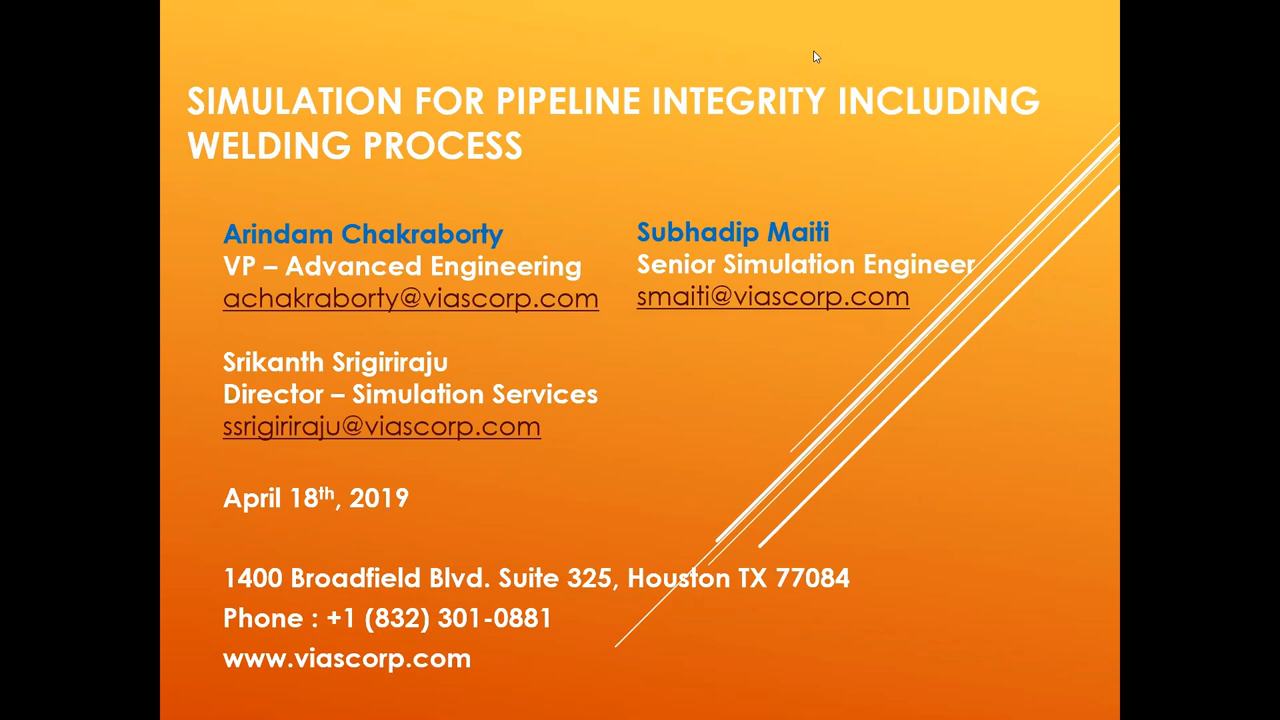 SIMULATION FOR PIPELINE INTEGRITY INCLUDING
WELDING PROCESS
Arindam Chakraborty
VP – Advanced Engineering
achakraborty@viascorp.com
Subhadip Maiti
Senior Simulation Engineer
smaiti@viascorp.com
Srikanth Srigiriraju
Director – Simulation Services
ssrigiriraju@viascorp.com
April 18th, 2019
1400 Broadfield Blvd. Suite 325, Houston TX 77084
Phone : +1 (832) 301-0881
www.viascorp.com